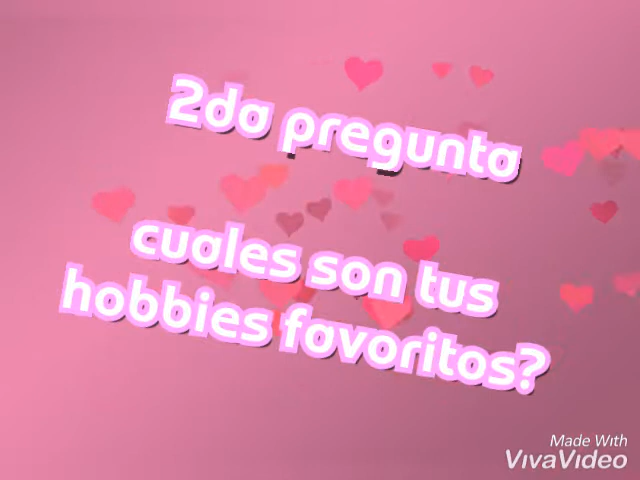 2da pregunta
cuales son tus
hobbies favoritos?
Made With
VivaVideo